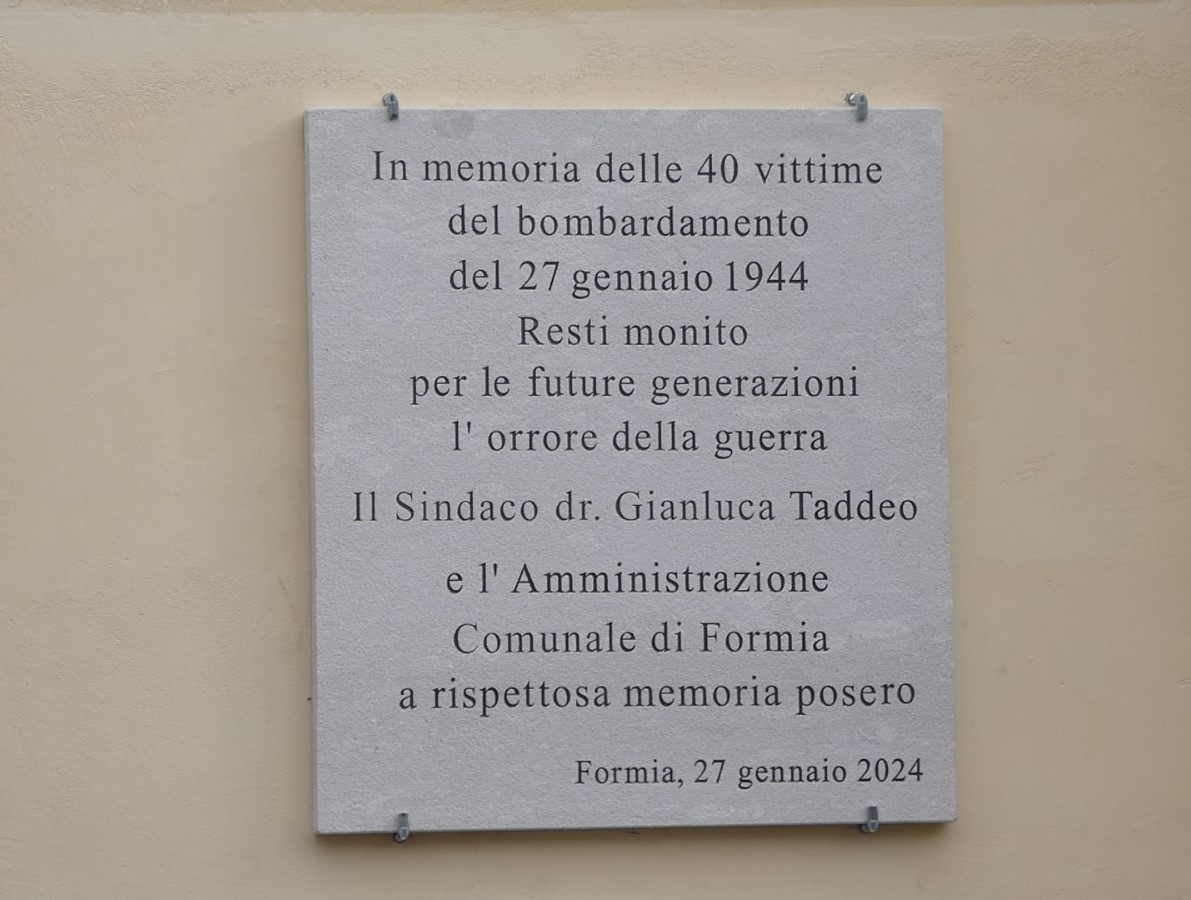 In memoria delle 40 vittime
del bombardamento
del 27 gennaio 1944
Resti monito
per le future generazioni
l' orrore della guerra
Il Sindaco dr. Gianluca Taddeo
e l' Amministrazione
Comunale di Formia
a rispettosa memoria posero
Formia, 27 gennaio 2024